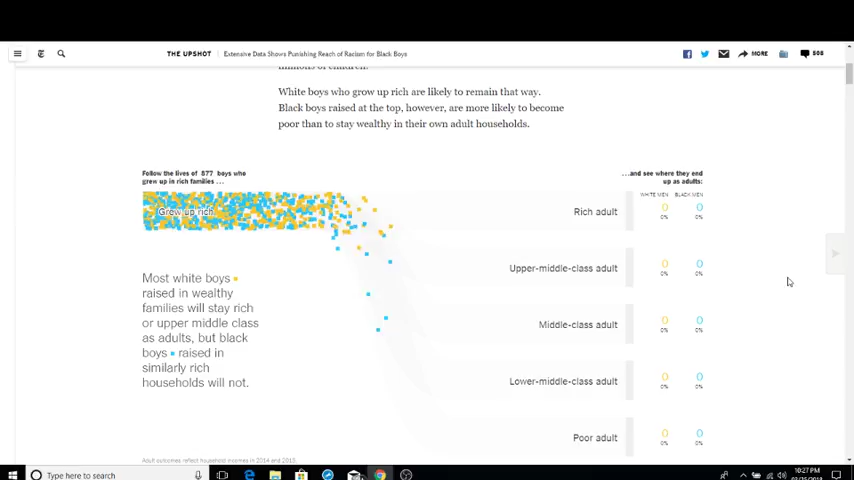 THE UPSHOT | Extensive Data Shows Punishing Reach of Racism for Black Boys
MORE
508
millions of children.
White boys who grow up rich are likely to remain that way.
Black boys raised at the top, however, are more likely to become
poor than to stay wealthy in their own adult households.
Follow the lives of 877 boys who
grew up in rich families ...
...and see where they end
up as adults:
WHITE MEN BLACK MEN
Grew up rich
Rich adult 0 0
0% 0%
Upper-middle-class adult 0 0
0% 0%
Most white boys
raised in wealthy
families will stay rich
or upper middle class
as adults, but black
boys raised in
similarly rich
households will not.
Middle-class adult 0 0
0% 0%
Lower-middle-class adult 0 0
0% 0%
Poor adult 0 0
0% 0%
Adult outcomes reflect household incomes in 2014 and 2015.
Type here to search
10:27 PM